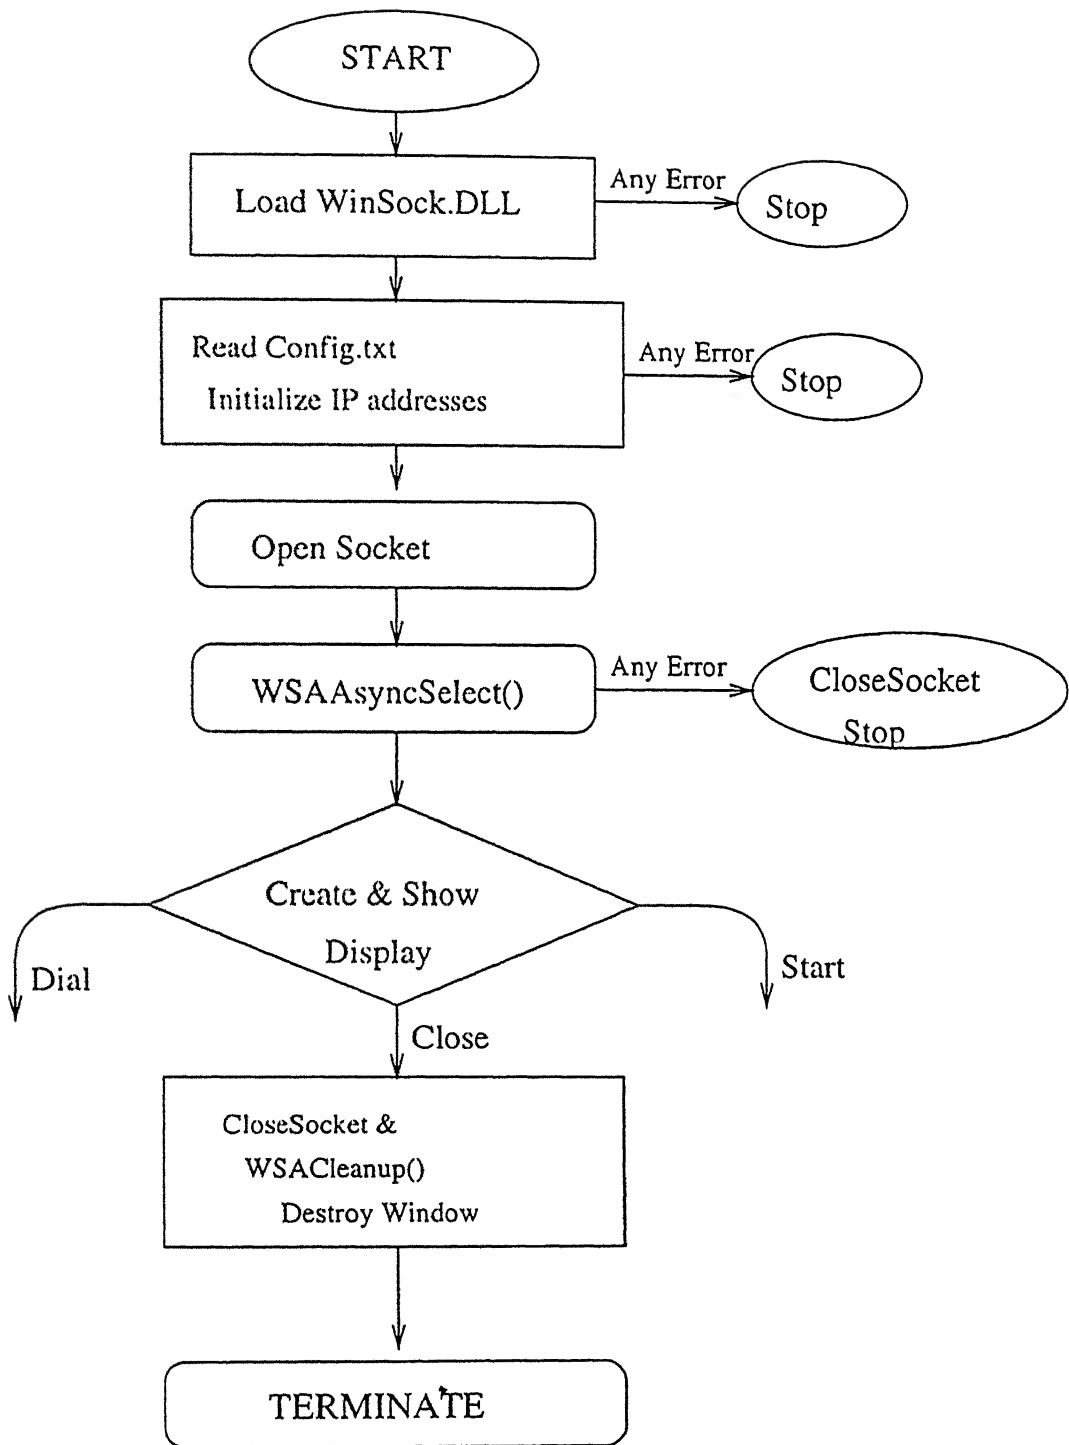 START
Load WinSock.DLL
Any Error
Stop
Read Config.txt
Initialize IP addresses
Any Error
Stop
Open Socket
WSAAsyncSelect()
Any Error
CloseSocket
Stop
Create & Show
Display
Dial
Start
Close
CloseSocket &
WSACleanup()
Destroy Window
TERMINATE